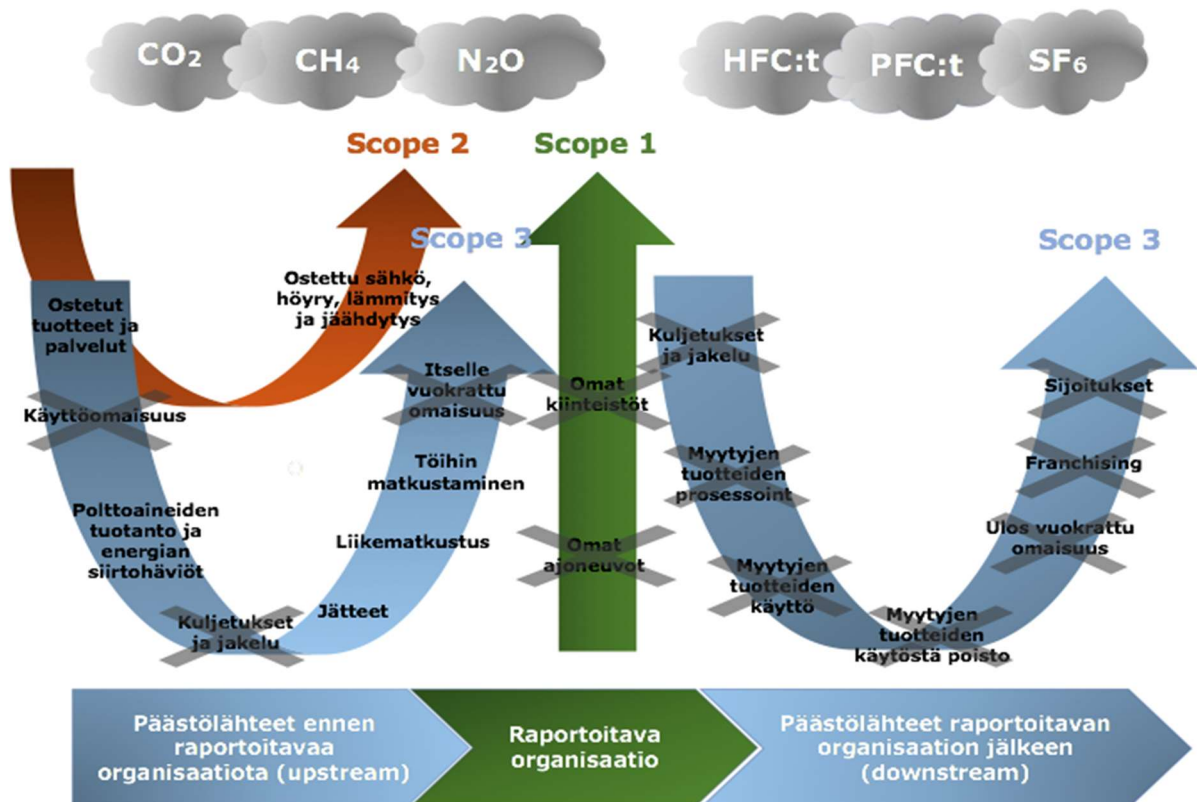 CO₂
CH₄
N₂O
HFC:t
PFC:t
SF₆
Scope 2
Scope 1
Scope 3
Scope 3
Ostettu sähkö,
höyry, lämmitys
ja jäähdytys
Ostetut
tuotteet ja
palvelut
Käyttöomaisuus
Polttoaineiden
tuotanto ja
energian
siirtohäviöt
Kuljetukset
ja jakelu
Jätteet
Liikematkustus
Töihin
matkustaminen
Itselle
vuokrattu
omaisuus
Omat
kiinteistöt
Omat
ajoneuvot
Kuljetukset
ja jakelu
Myytyjen
tuotteiden
prosessoint
Myytyjen
tuotteiden
käyttö
Myytyjen
tuotteiden
käytöstä poisto
Ulos vuokrattu
omaisuus
Franchising
Sijoitukset
Päästölähteet ennen
raportoitavaa
organisaatiota (upstream)
Raportoitava
organisaatio
Päästölähteet raportoitavan
organisaation jälkeen
(downstream)